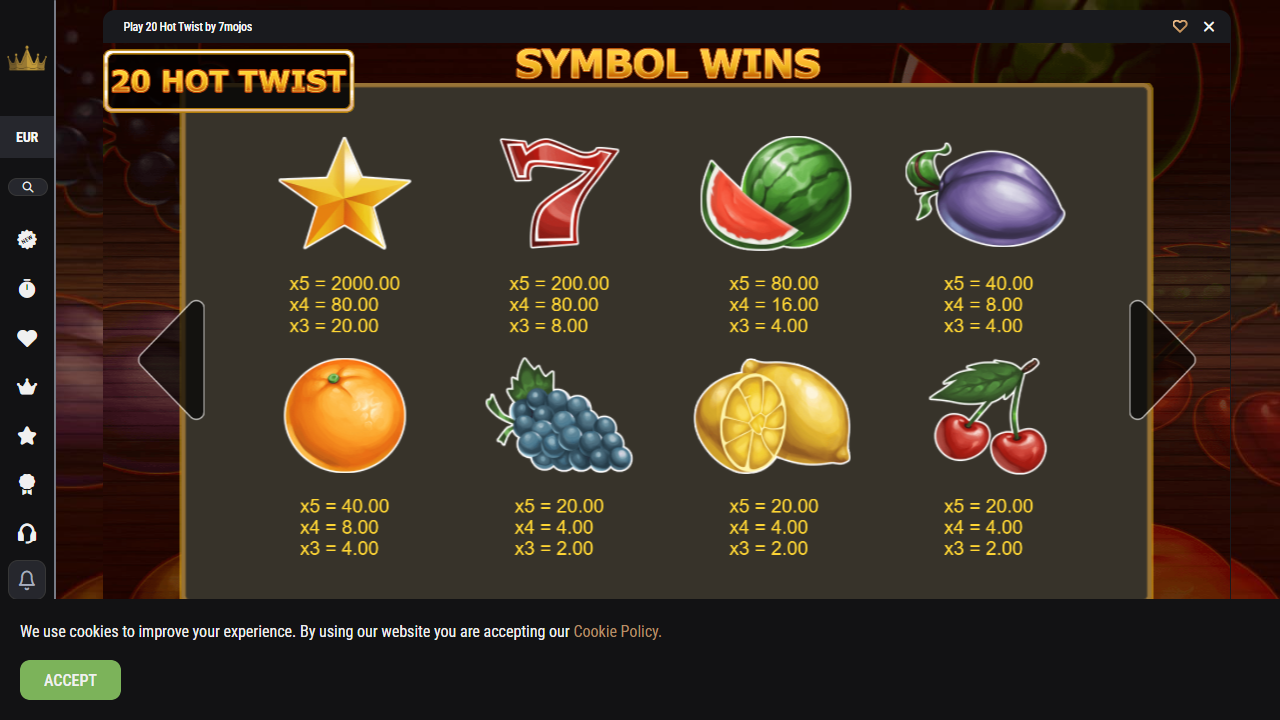 Play 20 Hot Twist by 7mojos
20 HOT TWIST
SYMBOL WINS
EUR
NEW
x5 = 2000.00
x4 = 80.00
x3 = 20.00
x5 = 200.00
x4 = 80.00
x3 = 8.00
x5 = 80.00
x4 = 16.00
x3 = 4.00
x5 = 40.00
x4 = 8.00
x3 = 4.00
x5 = 40.00
x4 = 8.00
x3 = 4.00
x5 = 20.00
x4 = 4.00
x3 = 2.00
x5 = 20.00
x4 = 4.00
x3 = 2.00
x5 = 20.00
x4 = 4.00
x3 = 2.00
We use cookies to improve your experience. By using our website you are accepting our Cookie Policy.
ACCEPT